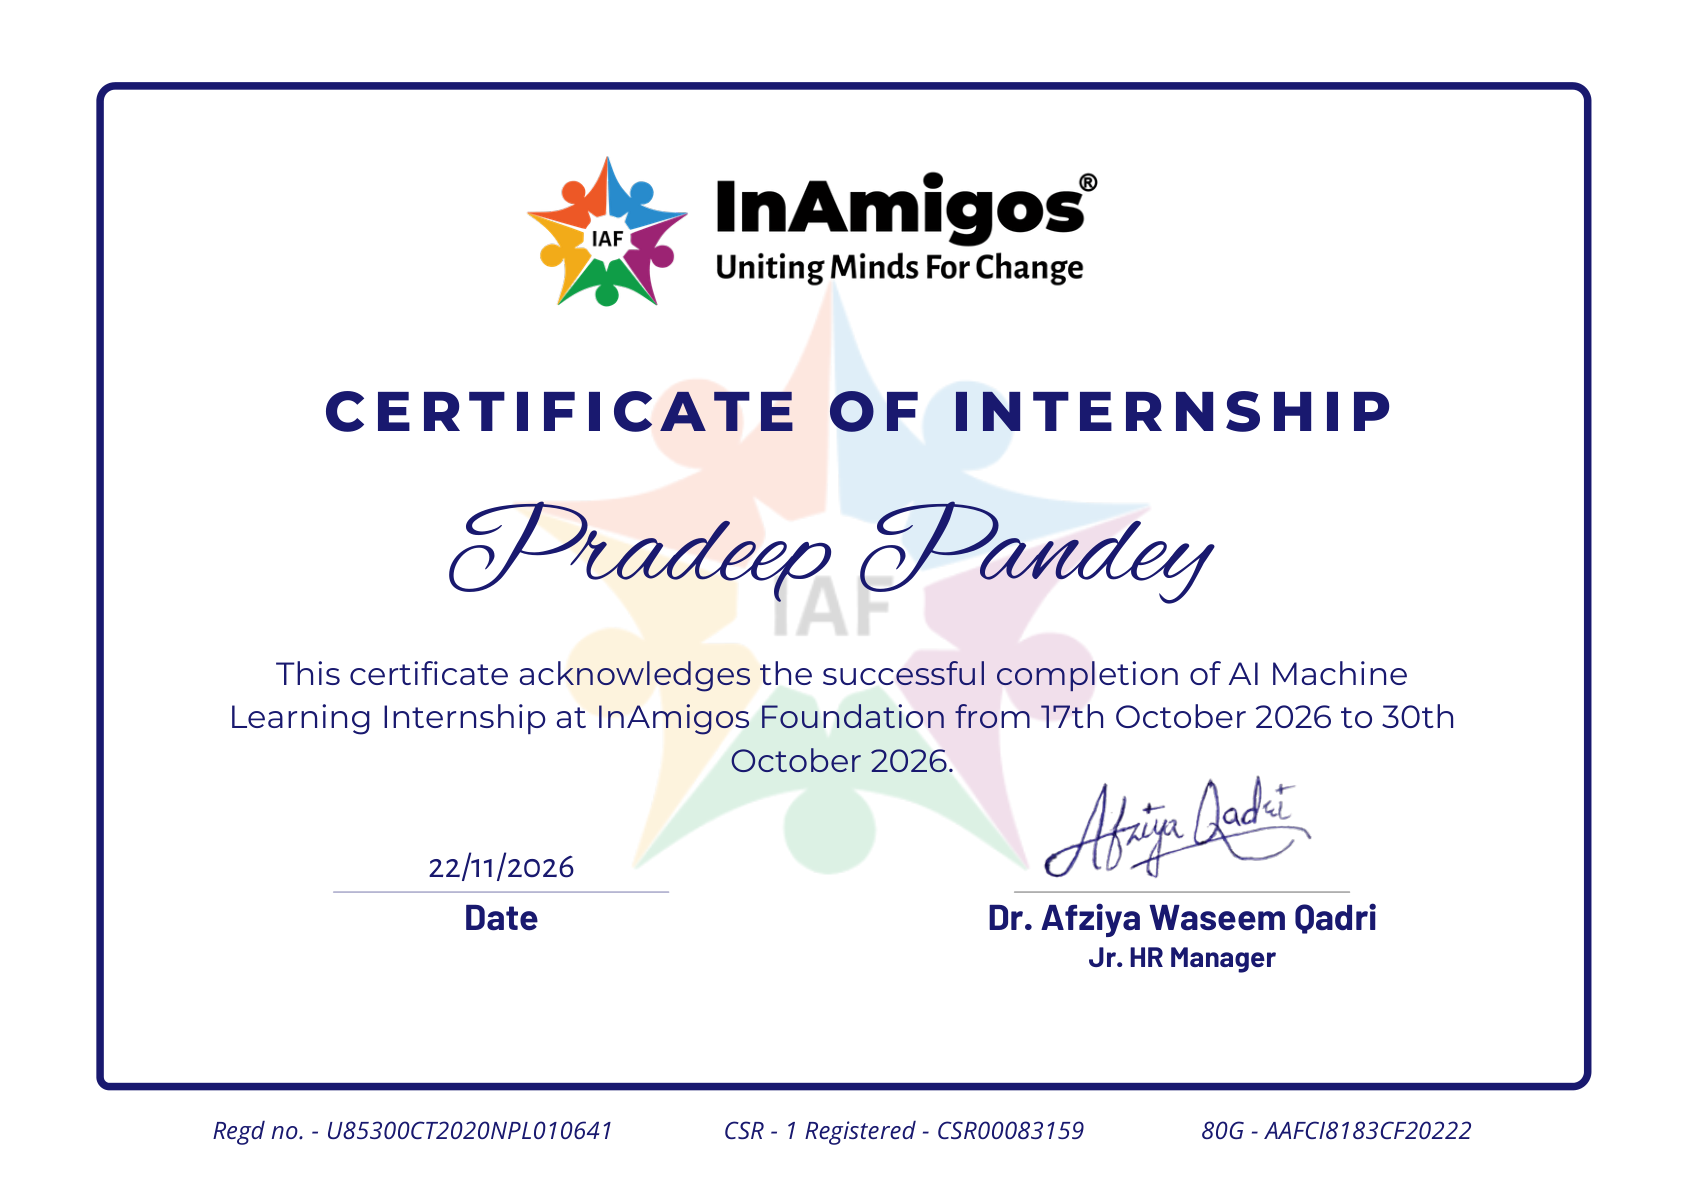 IAF
InAmigos®
Uniting Minds For Change
CERTIFICATE OF INTERNSHIP
Pradeep Pandey
IAF
This certificate acknowledges the successful completion of AI Machine
Learning Internship at InAmigos Foundation from 17th October 2026 to 30th
October 2026.
Afziya Qadri
22/11/2026
Date
Dr. Afziya Waseem Qadri
Jr. HR Manager
Regd no. - U85300CT2020NPL010641
CSR - 1 Registered - CSR00083159
80G - AAFCI8183CF20222